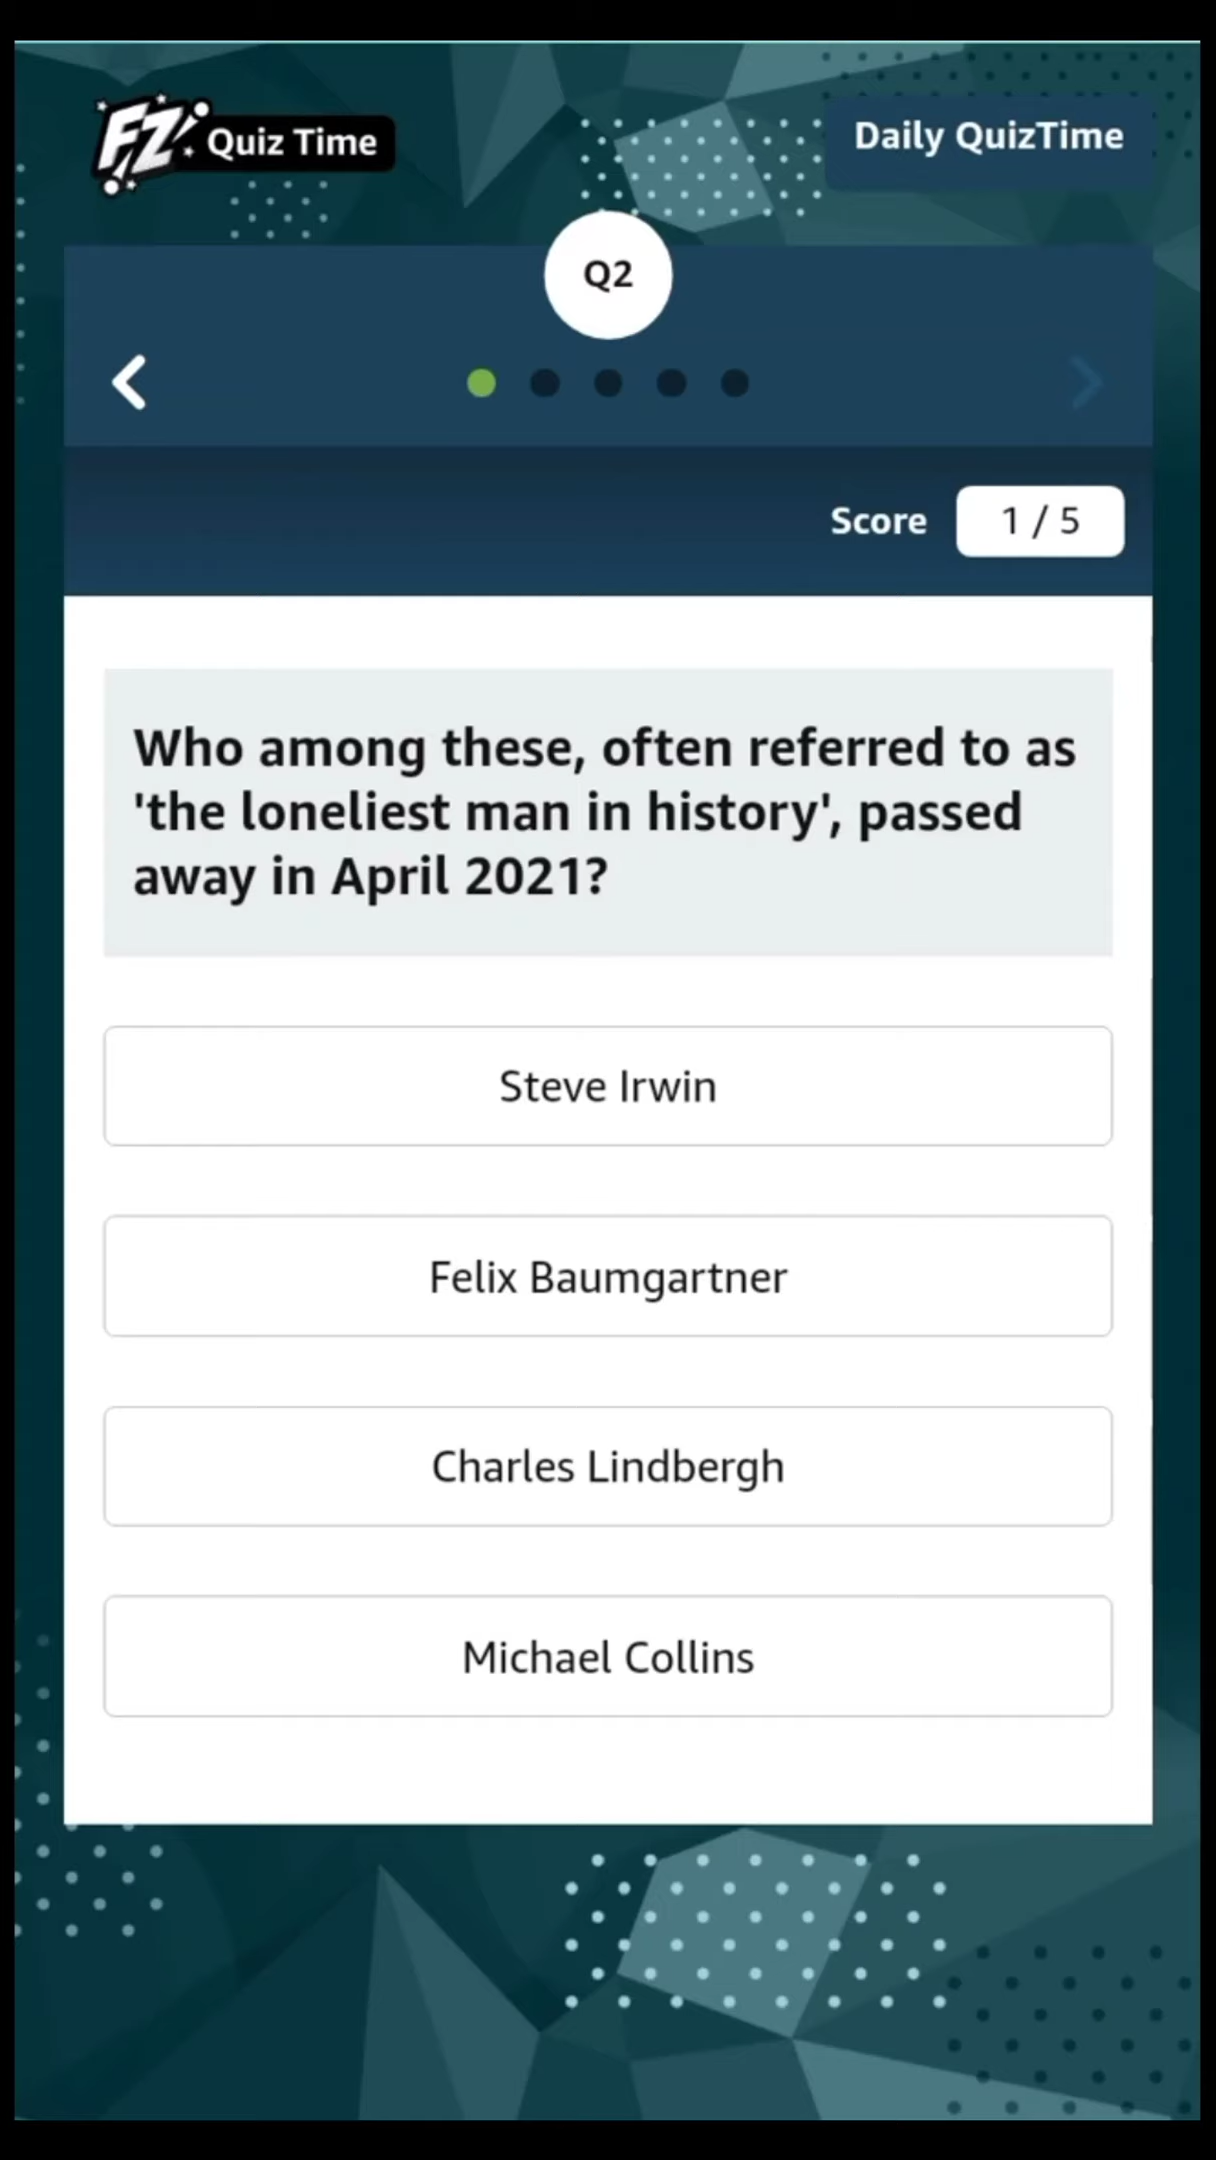 FZ Quiz Time
Daily QuizTime
Q2
Score 1 / 5
Who among these, often referred to as
'the loneliest man in history', passed
away in April 2021?
Steve Irwin
Felix Baumgartner
Charles Lindbergh
Michael Collins